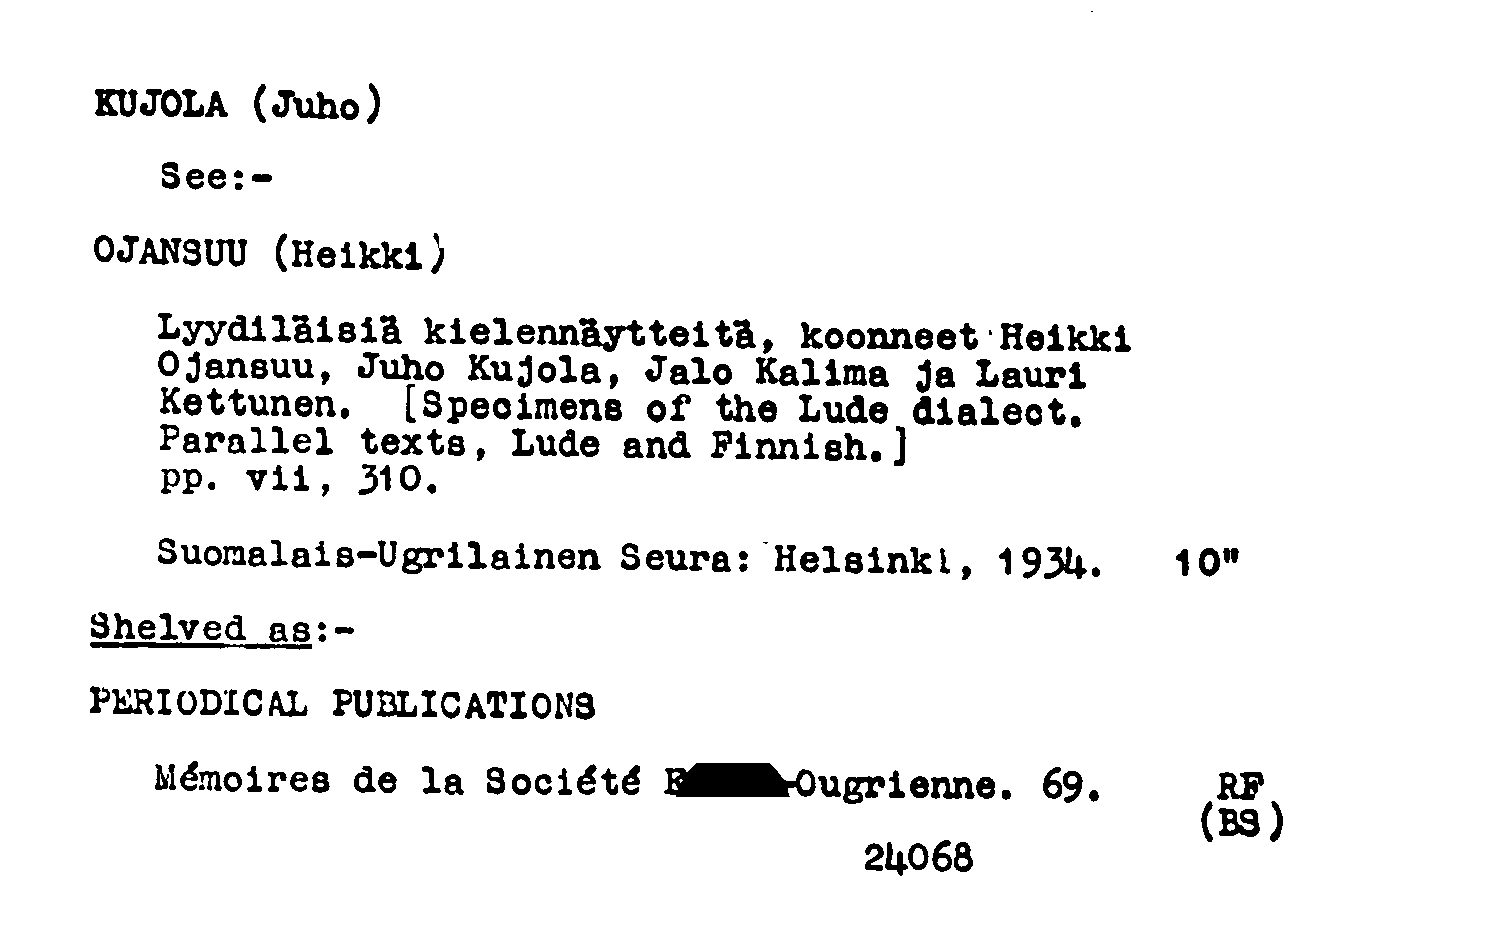 KUJOLA (Juho)
See:-
OJANSUU (Heikki)
Lyydiläisiä kielennäytteitä, koonneet Heikki
Ojansuu, Juho Kujola, Jalo Kalima ja Lauri
Kettunen. [Specimens of the Lude dialect.
Parallel texts, Lude and Finnish.]
pp. vii, 310.
Suomalais-Ugrilainen Seura: Helsinki, 1934. 10"
Shelved as:-
PERIODICAL PUBLICATIONS
Mémoires de la Société -Ougrienne. 69. RF
(BS)
24068